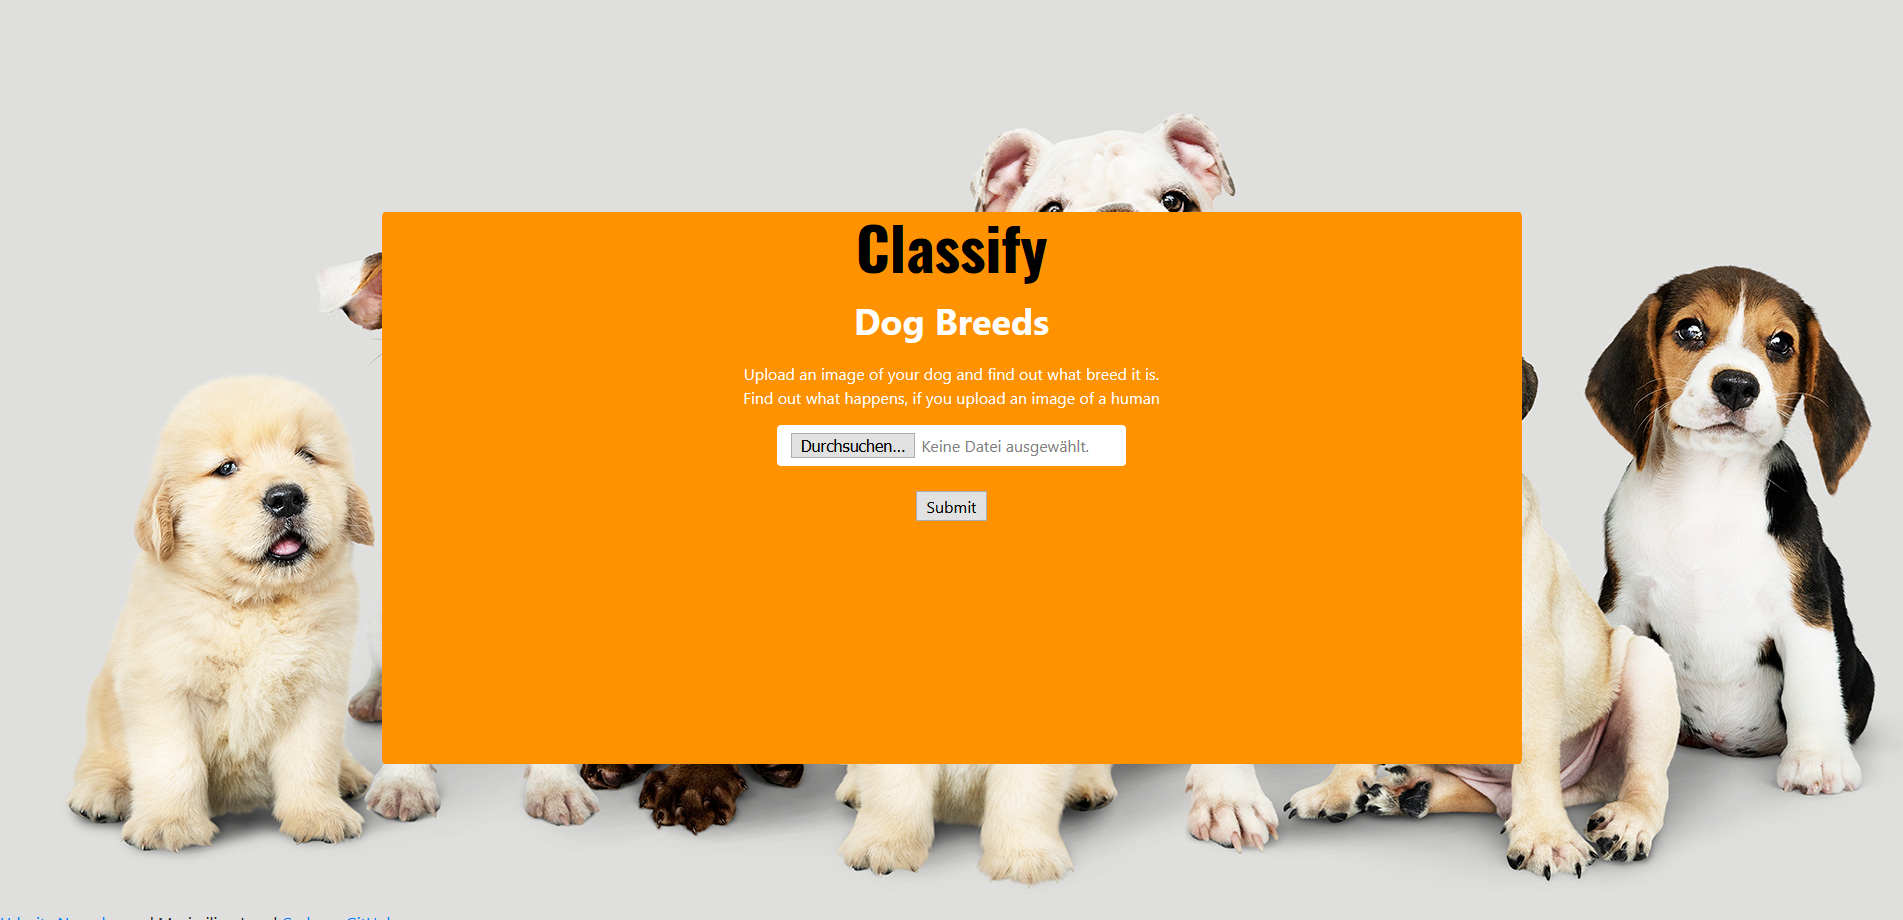 Classify
Dog Breeds
Upload an image of your dog and find out what breed it is.
Find out what happens, if you upload an image of a human
Durchsuchen... Keine Datei ausgewählt.
Submit